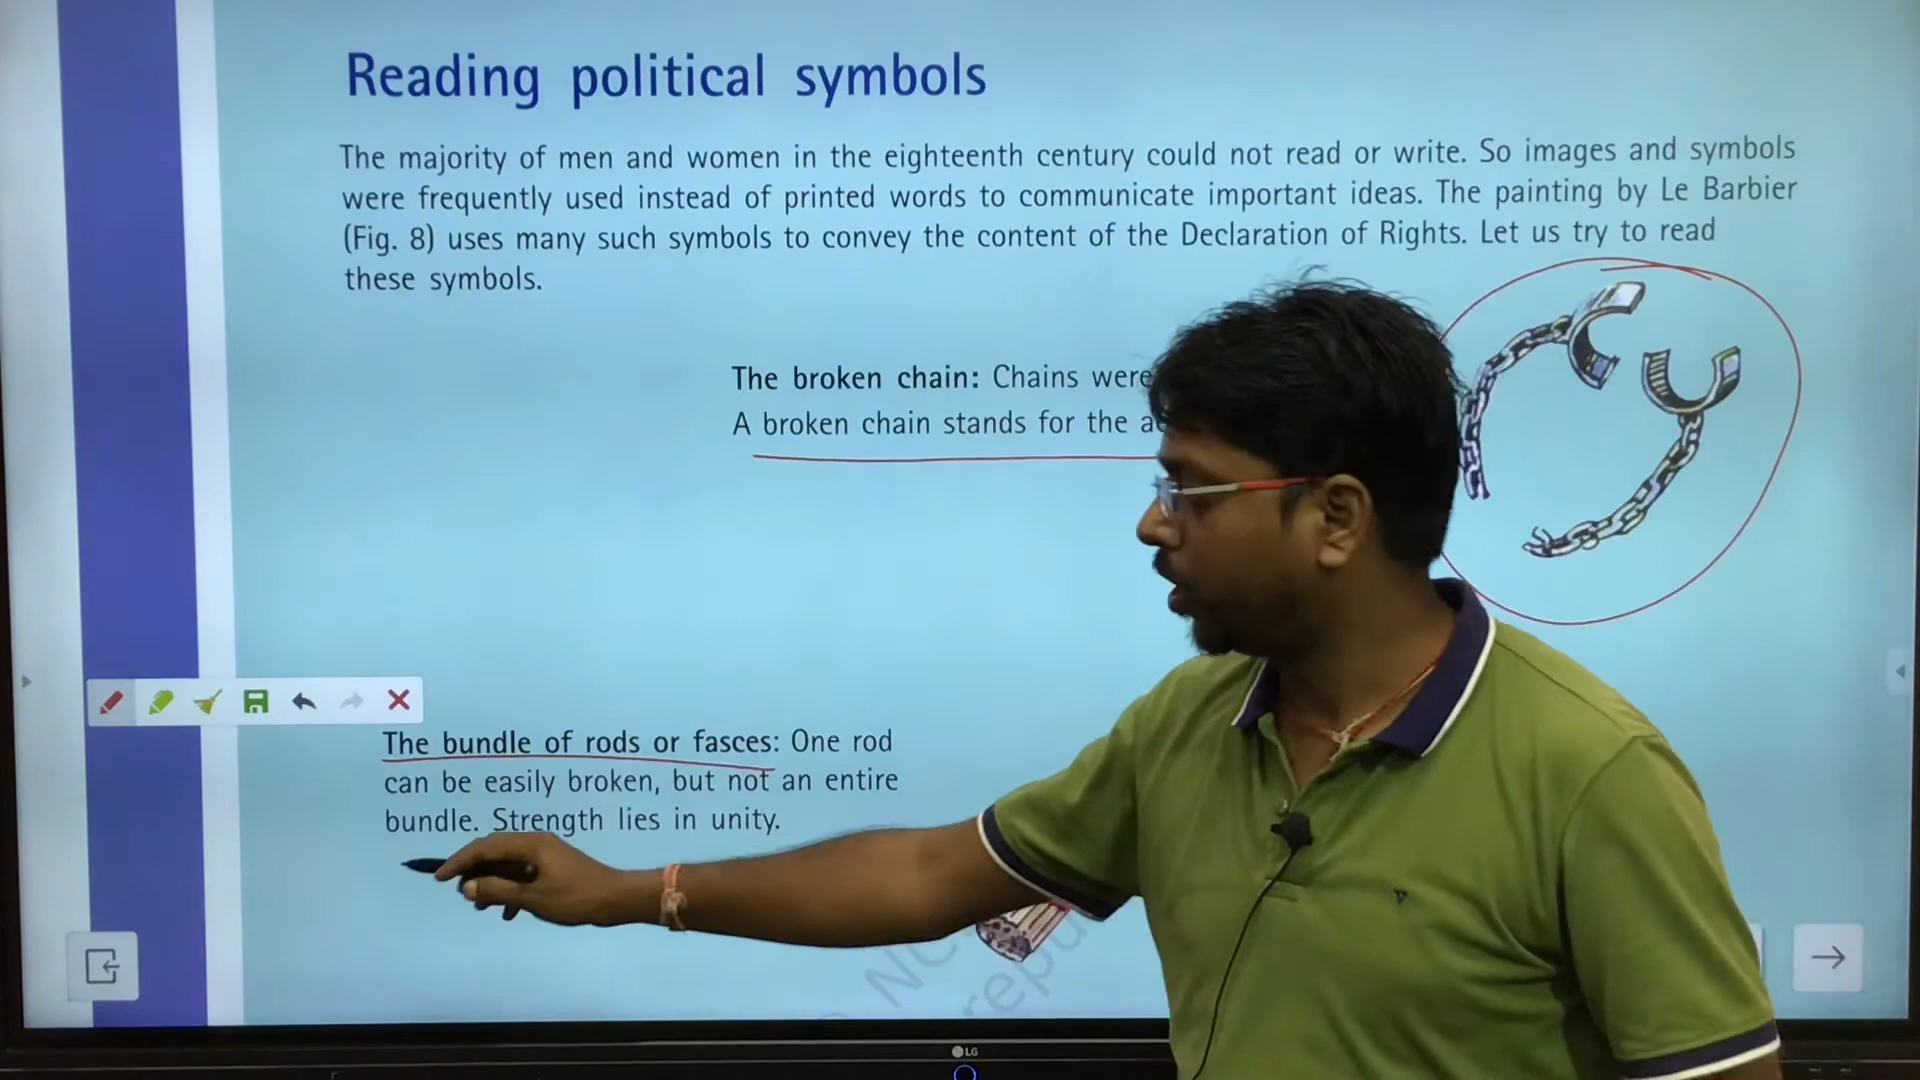 Reading political symbols
The majority of men and women in the eighteenth century could not read or write. So images and symbols
were frequently used instead of printed words to communicate important ideas. The painting by Le Barbier
(Fig. 8) uses many such symbols to convey the content of the Declaration of Rights. Let us try to read
these symbols.
The broken chain: Chains were
A broken chain stands for the
The bundle of rods or fasces: One rod
can be easily broken, but not an entire
bundle. Strength lies in unity.
LG